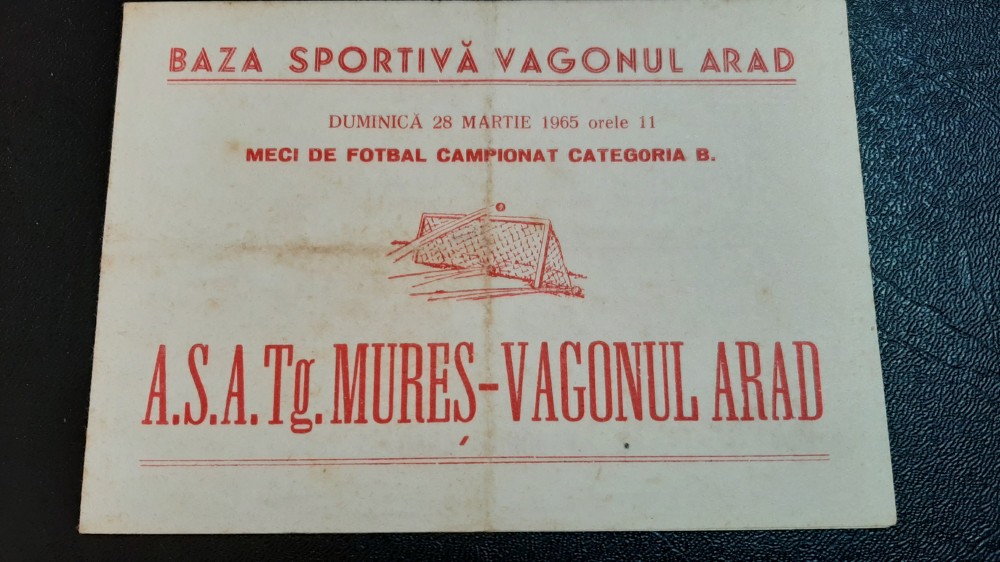 BAZA SPORTIVĂ VAGONUL ARAD
DUMINICĂ 28 MARTIE 1965 orele 11
MECI DE FOTBAL CAMPIONAT CATEGORIA B.
A.S.A. Tg. MUREȘ-VAGONUL ARAD